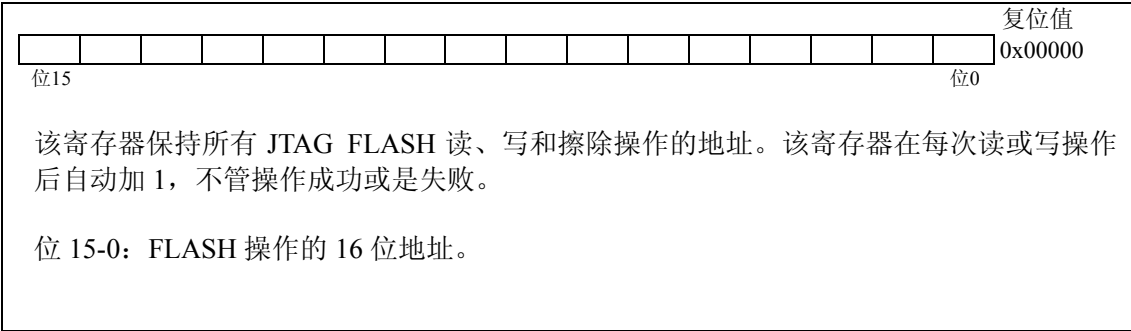 复位值
0x00000
位15 位0
该寄存器保持所有 JTAG FLASH 读、写和擦除操作的地址。该寄存器在每次读或写操作
后自动加 1，不管操作成功或是失败。
位 15-0：FLASH 操作的 16 位地址。